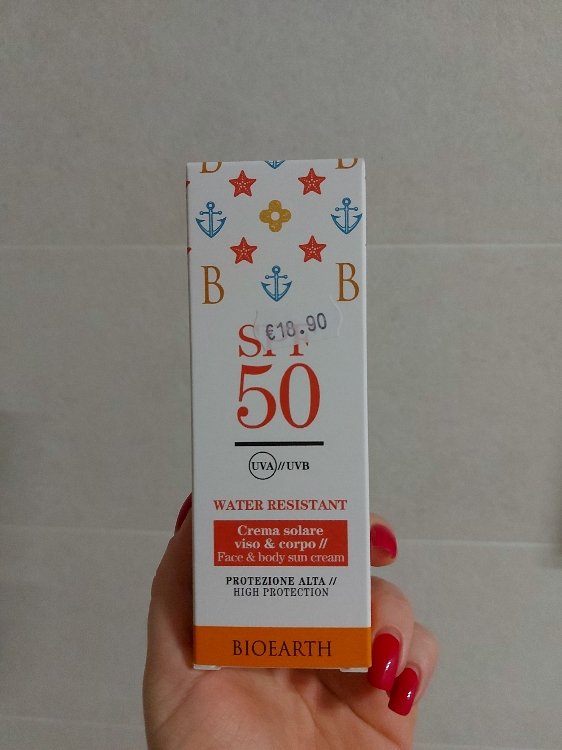 B
B
B
B
€18.90
SPF
50
UVA//UVB
WATER RESISTANT
Crema solare
viso & corpo //
Face & body sun cream
PROTEZIONE ALTA //
HIGH PROTECTION
BIOEARTH